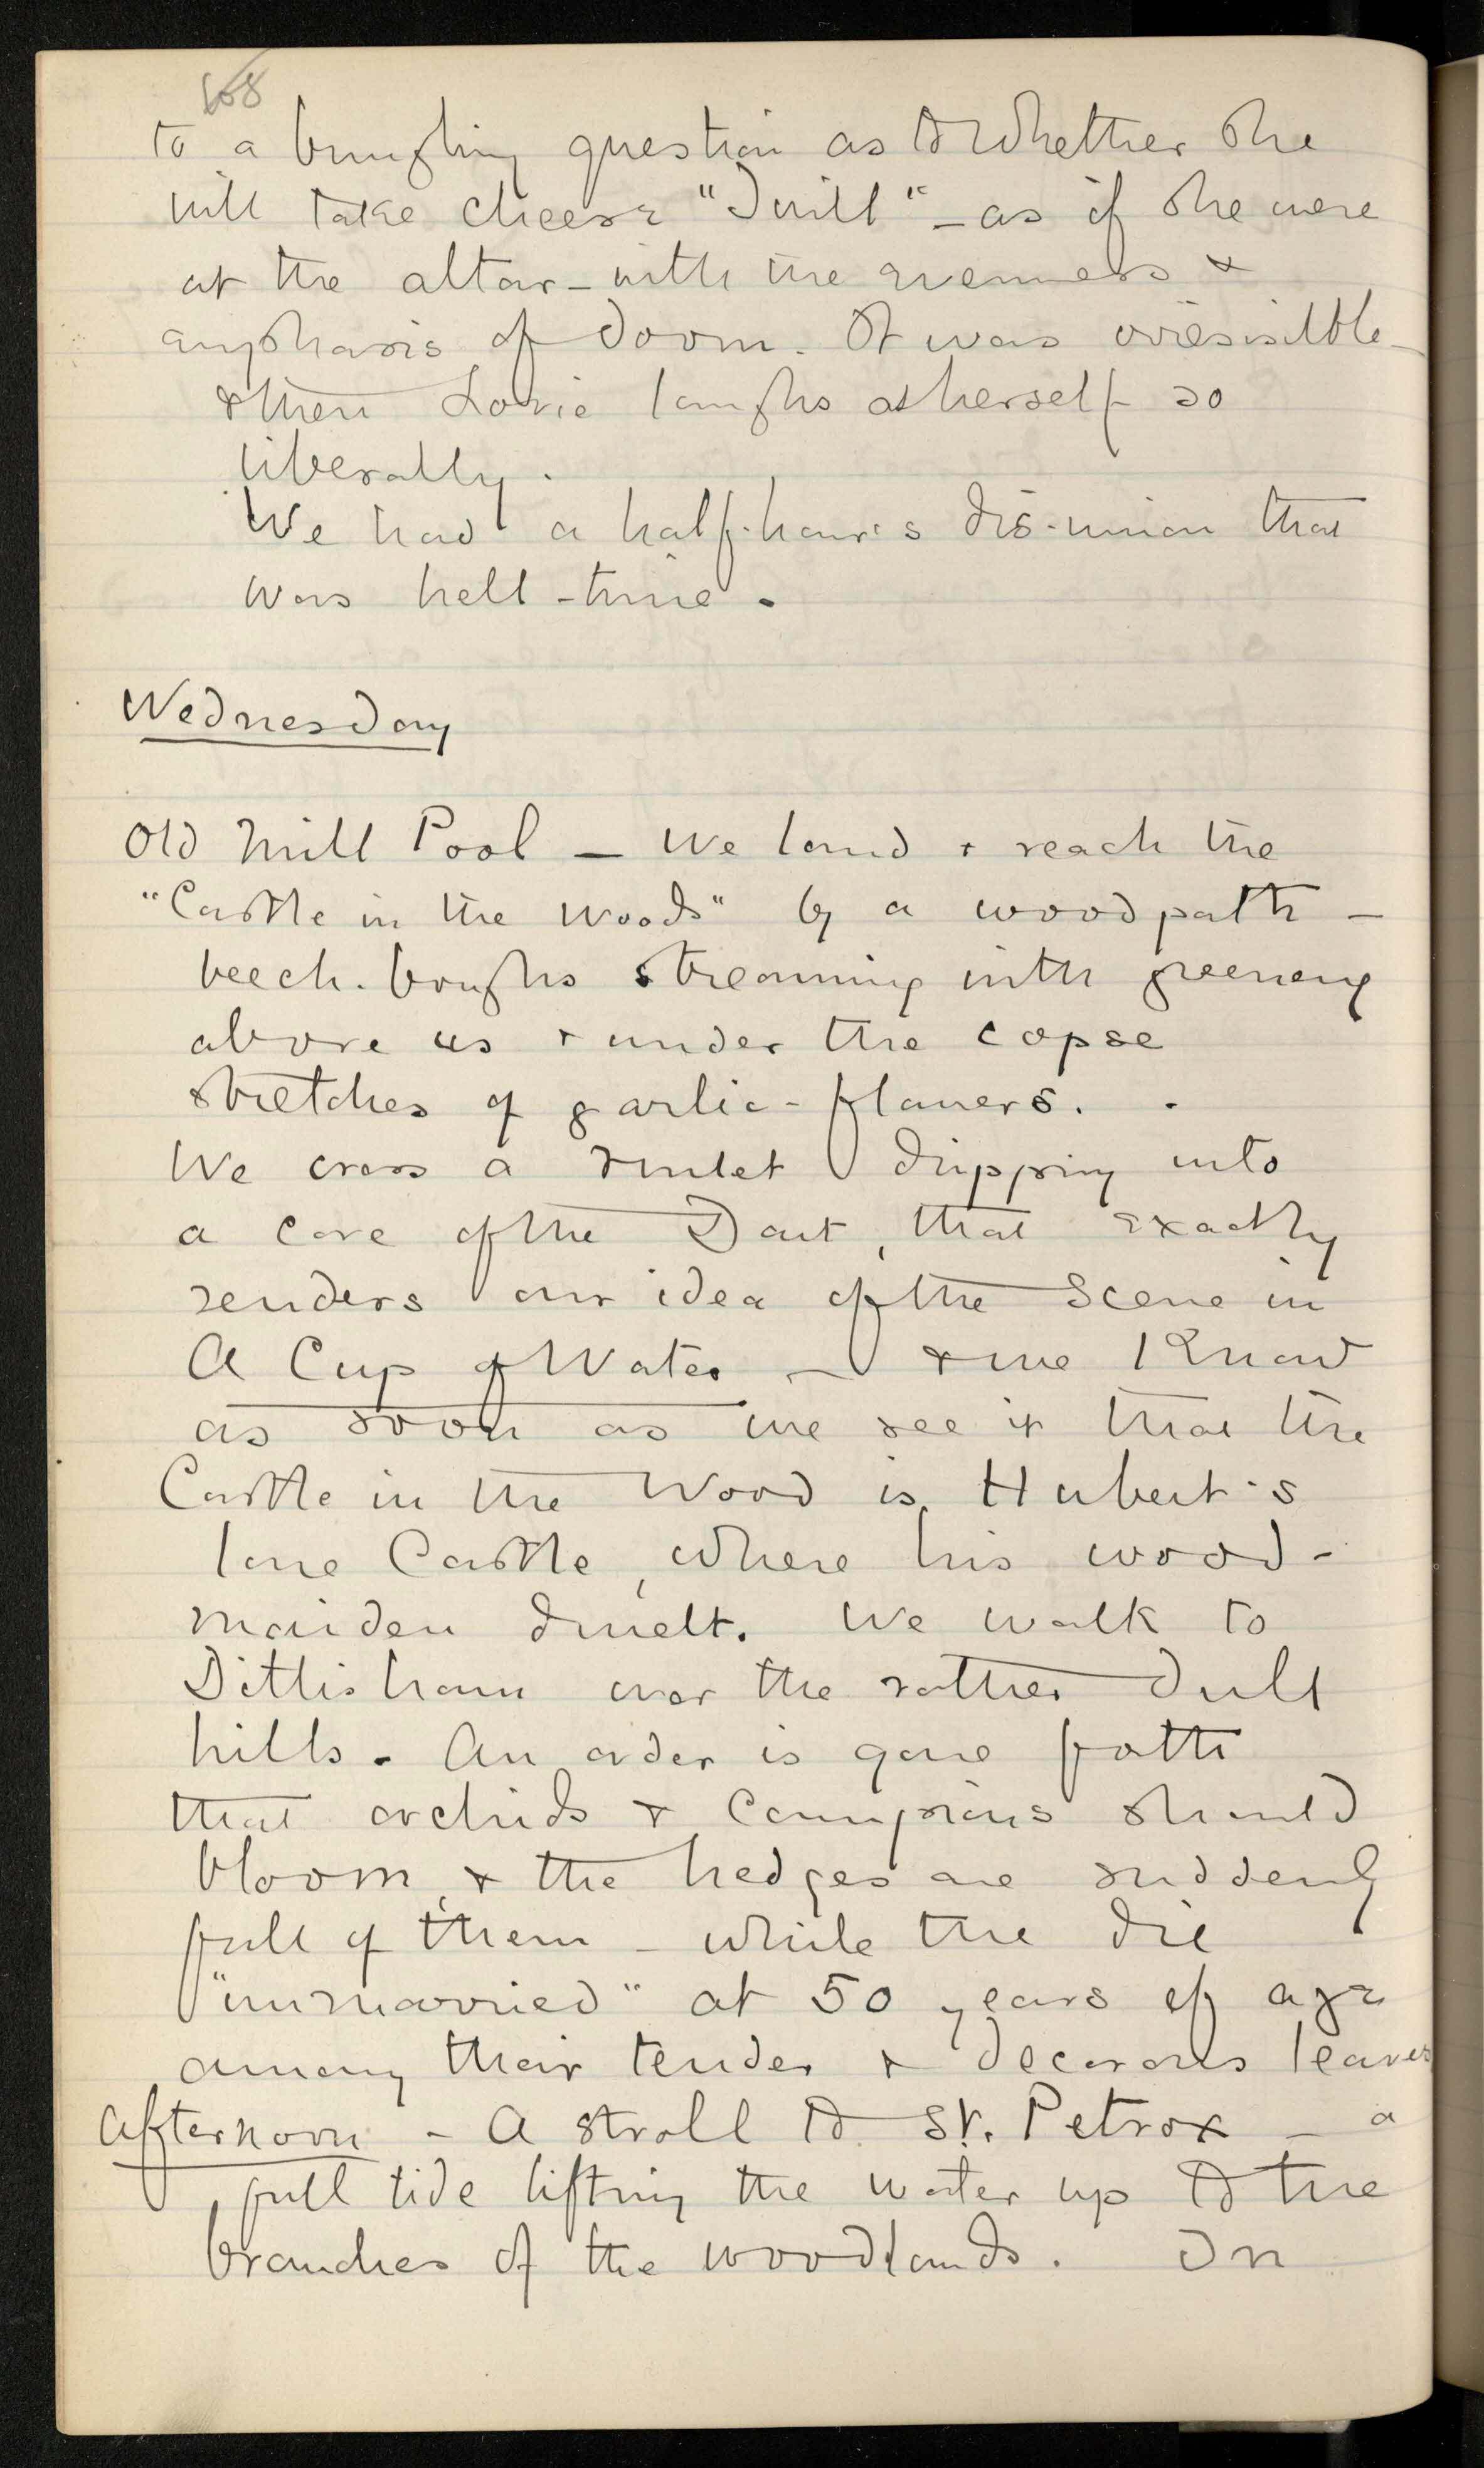 108
to a bungling question as to whether she
will take cheese "I will" – as if she were
at the altar – with the evenness &
emphasis of doom. It was irresistible –
& then Louie laughs at herself so
liberally.
We had a half-hour's dis-union that
was hell-time.
Wednesday
Old Mill Pool – We land & reach the
"Castle in the Woods" by a wood path –
beech-boughs streaming with greenery
above us & under the copse
stretches of garlic-flowers.
We cross a rivulet dripping into
a cove of the Dart, that exactly
renders our idea of the scene in
A Cup of Water – & we know
as soon as we see it that the
Castle in the Wood is Hubert's
lone Castle, where his wood-
maiden dwelt. We walk to
Dittisham over the rather dull
hills. An order is gone forth
that orchids & campions should
bloom, & the hedges are suddenly
full of them – while the die
"unmarried" at 50 years of age
among their tender & decorous leaves
Afternoon – A stroll to St. Petrox – a
full tide lifting the water up to the
branches of the woodlands. In